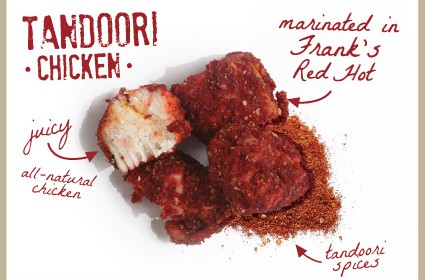 TANDOORI
• CHICKEN •
marinated in
Frank's
Red Hot
juicy
all-natural
chicken
tandoori
spices